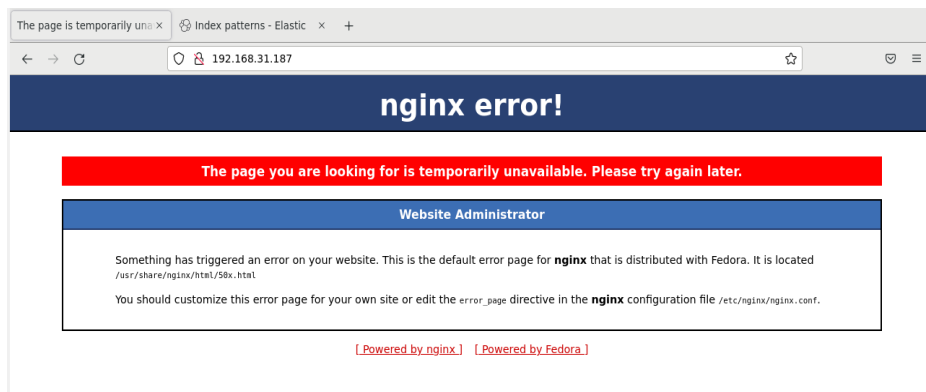 The page is temporarily una
Index patterns - Elastic
192.168.31.187
nginx error!
The page you are looking for is temporarily unavailable. Please try again later.
Website Administrator
Something has triggered an error on your website. This is the default error page for nginx that is distributed with Fedora. It is located
/usr/share/nginx/html/50x.html
You should customize this error page for your own site or edit the error_page directive in the nginx configuration file /etc/nginx/nginx.conf.
[ Powered by nginx ] [ Powered by Fedora ]